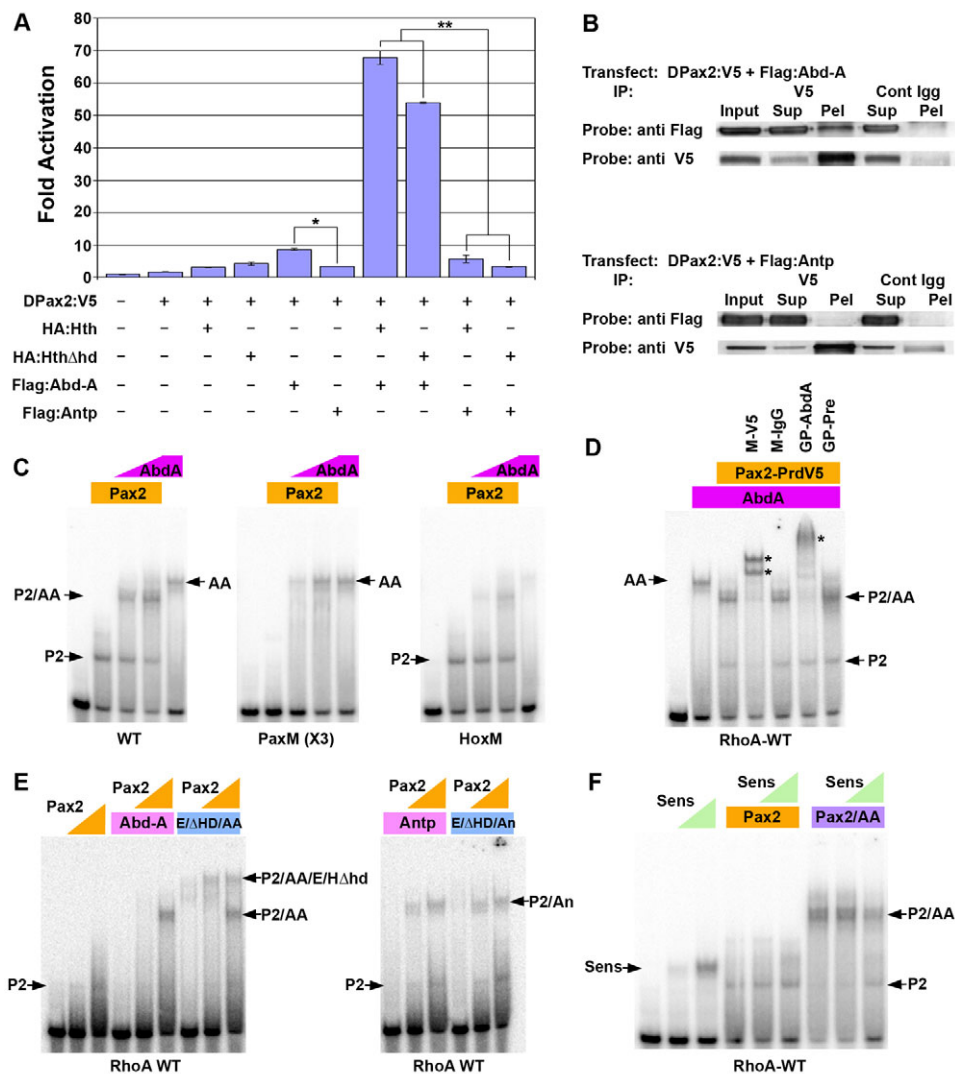 A
Fold Activation
80
70
60
50
40
30
20
10
0
*
**
DPax2:V5 – + + + + + + + + +
HA:Hth – – + – – – + – + –
HA:HthΔhd – – – + – – – + – +
Flag:Abd-A – – – – + – + + – –
Flag:Antp – – – – – + – – + +
B
Transfect: DPax2:V5 + Flag:Abd-A
IP: V5 Cont Igg
Input Sup Pel Sup Pel
Probe: anti Flag
Probe: anti V5
Transfect: DPax2:V5 + Flag:Antp
IP: V5 Cont Igg
Input Sup Pel Sup Pel
Probe: anti Flag
Probe: anti V5
C
AbdA AbdA AbdA
Pax2 Pax2 Pax2
P2/AA
P2
AA
P2
WT PaxM (X3) HoxM
D
M-V5 M-IgG GP-AbdA GP-Pre
Pax2-PrdV5
AbdA
AA
*
*
*
P2/AA
P2
RhoA-WT
E
Pax2 Pax2 Pax2
Abd-A E/ΔHD/AA
P2/AA/E/HΔhd
P2/AA
P2
RhoA WT
Pax2 Pax2
Antp E/ΔHD/An
P2/An
P2
RhoA WT
F
Sens Sens Sens
Pax2 Pax2/AA
P2/AA
Sens
P2
RhoA-WT